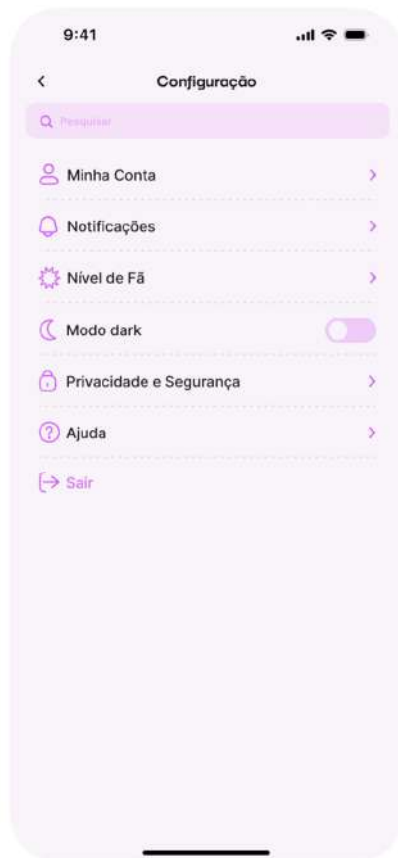 9:41
Configuração
Pesquisar
Minha Conta
Notificações
Nível de Fã
Modo dark
Privacidade e Segurança
Ajuda
Sair